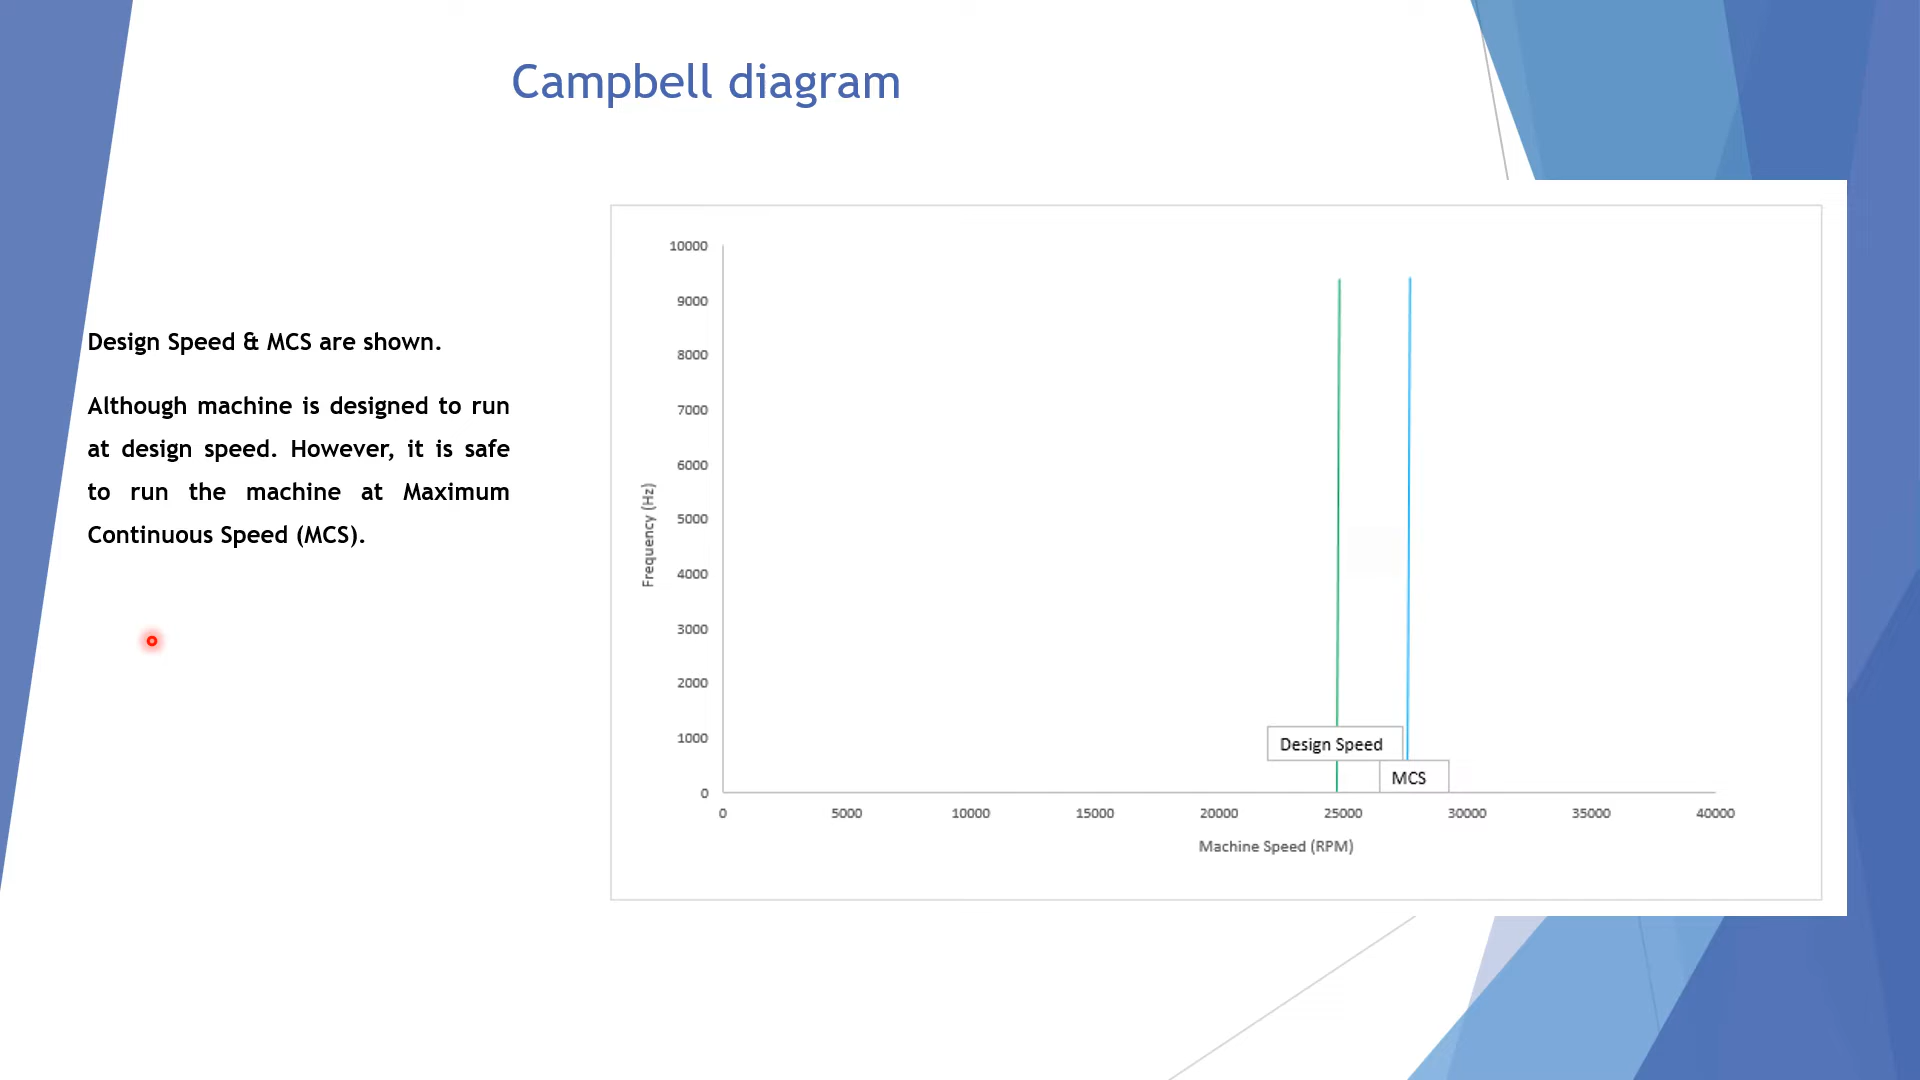 Campbell diagram
Design Speed & MCS are shown.
Although machine is designed to run
at design speed. However, it is safe
to run the machine at Maximum
Continuous Speed (MCS).
10000
9000
8000
7000
6000
5000
4000
3000
2000
1000
0
Frequency (Hz)
Design Speed
MCS
0 5000 10000 15000 20000 25000 30000 35000 40000
Machine Speed (RPM)